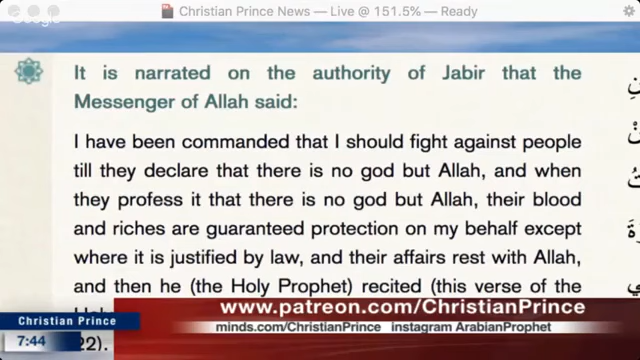 Christian Prince News — Live @ 151.5% — Ready
Google
It is narrated on the authority of Jabir that the
Messenger of Allah said:
I have been commanded that I should fight against people
till they declare that there is no god but Allah, and when
they profess it that there is no god but Allah, their blood
and riches are guaranteed protection on my behalf except
where it is justified by law, and their affairs rest with Allah,
and then he (the Holy Prophet) recited (this verse of the
www.patreon.com/ChristianPrince
Christian Prince
minds.com/ChristianPrince instagram ArabianProphet
7:44
22).